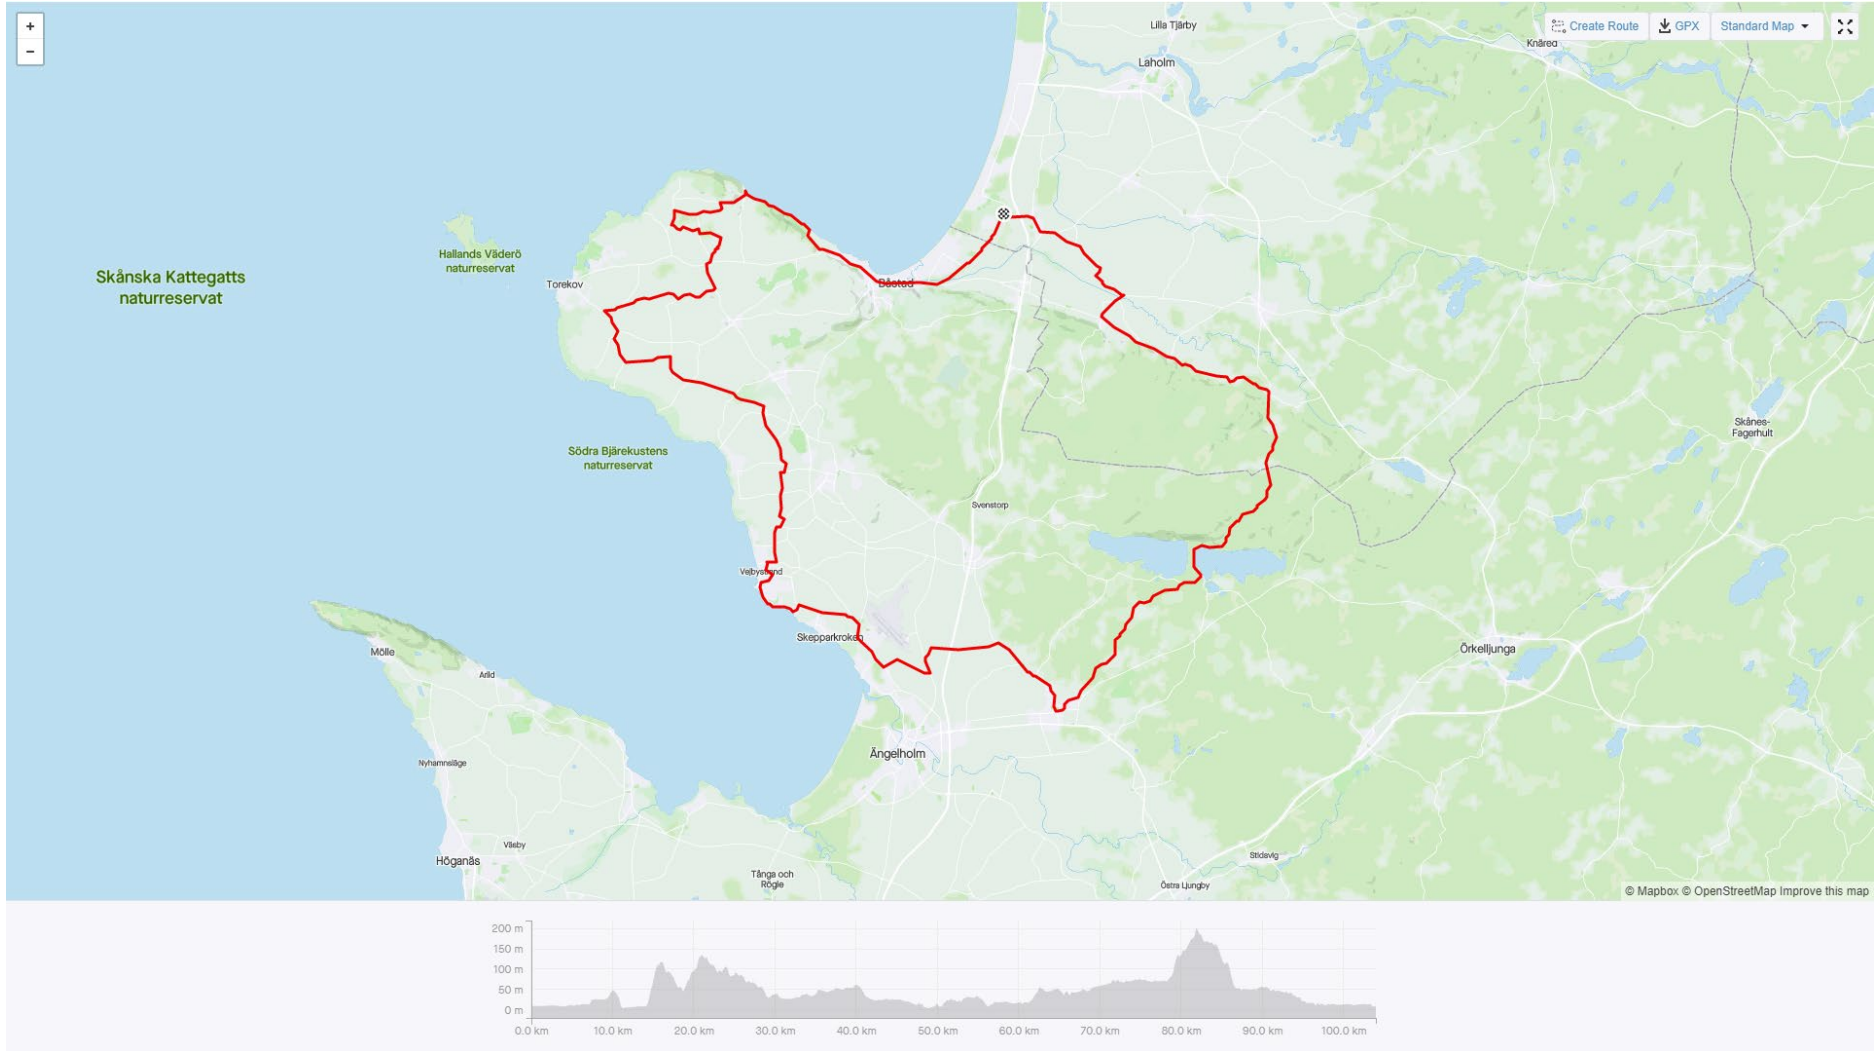 +
−
Create Route
GPX
Standard Map
Lilla Tjärby
Knäred
Laholm
Hallands Väderö
naturreservat
Skånska Kattegatts
naturreservat
Torekov
Båstad
Skånes-
Fagerhult
Södra Bjärekustens
naturreservat
Svenstorp
Vejbystrand
Skepparkroken
Mölle
Arild
Örkelljunga
Ängelholm
Nyhamnsläge
Väsby
Höganäs
Stidsvig
Tånga och
Rögle
Östra Ljungby
© Mapbox © OpenStreetMap Improve this map
200 m
150 m
100 m
50 m
0 m
0.0 km 10.0 km 20.0 km 30.0 km 40.0 km 50.0 km 60.0 km 70.0 km 80.0 km 90.0 km 100.0 km